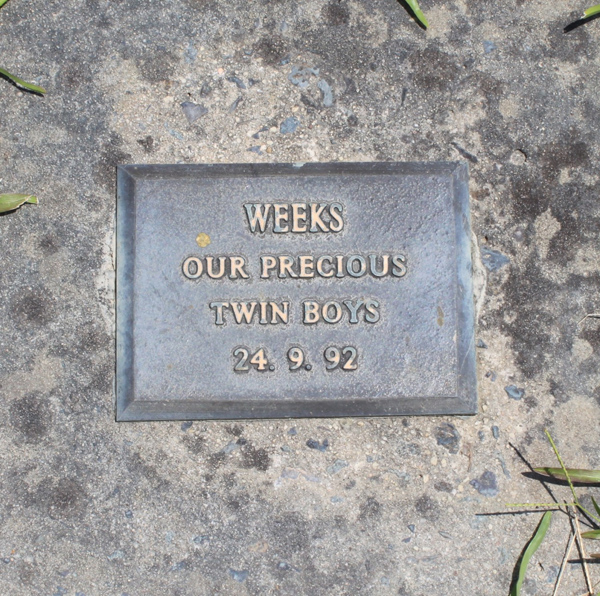 WEEKS
OUR PRECIOUS
TWIN BOYS
24. 9. 92